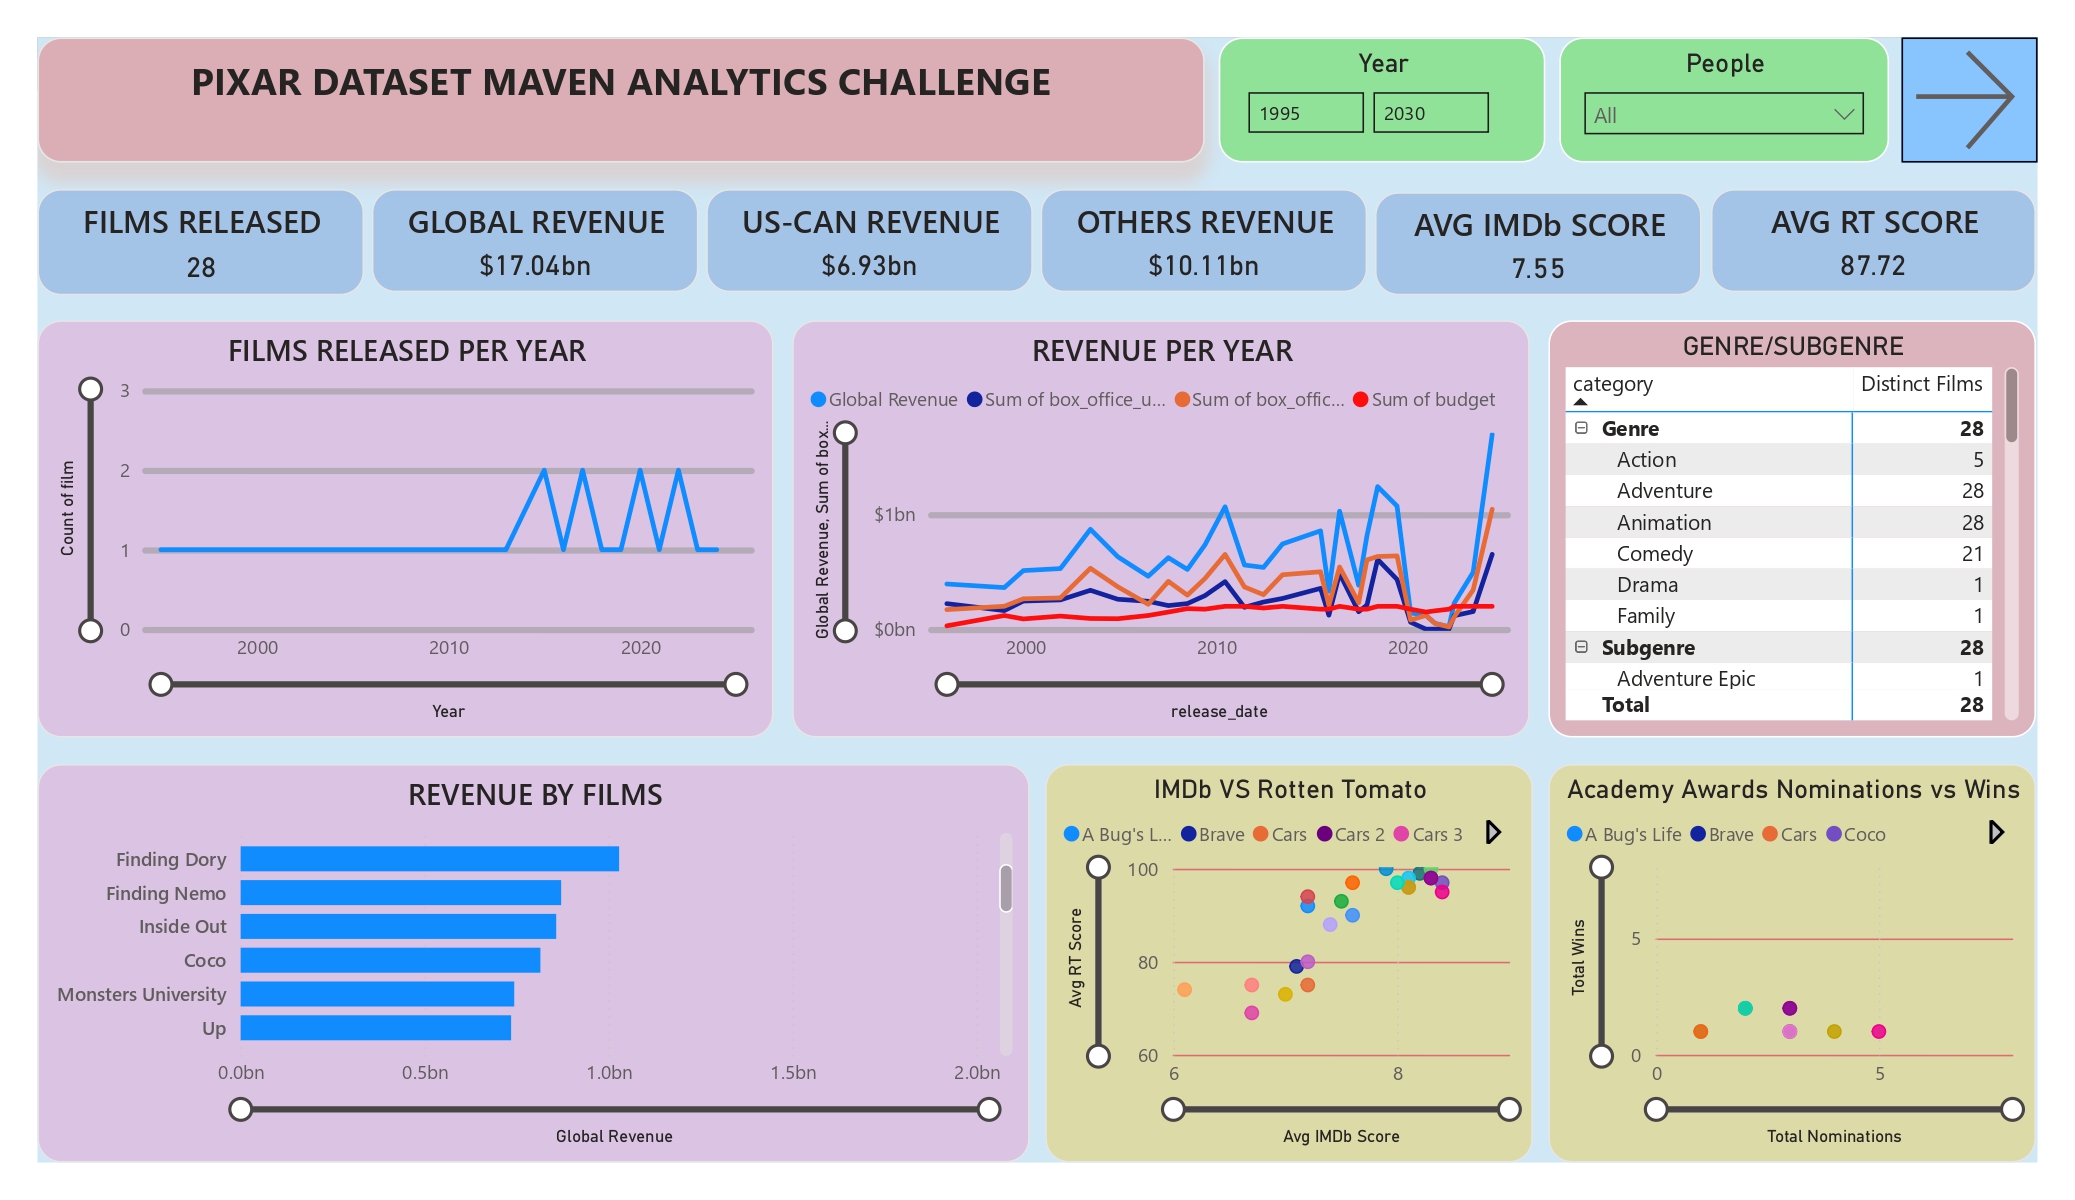 PIXAR DATASET MAVEN ANALYTICS CHALLENGE
Year
1995 2030
People
All
FILMS RELEASED
28
GLOBAL REVENUE
$17.04bn
US-CAN REVENUE
$6.93bn
OTHERS REVENUE
$10.11bn
AVG IMDb SCORE
7.55
AVG RT SCORE
87.72
FILMS RELEASED PER YEAR
Count of film
3
2
1
0
2000 2010 2020
Year
REVENUE PER YEAR
Global Revenue Sum of box_office_u... Sum of box_offic... Sum of budget
Global Revenue, Sum of box...
$1bn
$0bn
2000 2010 2020
release_date
GENRE/SUBGENRE
category Distinct Films
Genre 28
Action 5
Adventure 28
Animation 28
Comedy 21
Drama 1
Family 1
Subgenre 28
Adventure Epic 1
Total 28
REVENUE BY FILMS
Finding Dory
Finding Nemo
Inside Out
Coco
Monsters University
Up
0.0bn 0.5bn 1.0bn 1.5bn 2.0bn
Global Revenue
IMDb VS Rotten Tomato
A Bug's L... Brave Cars Cars 2 Cars 3
Avg RT Score
100
80
60
6 8
Avg IMDb Score
Academy Awards Nominations vs Wins
A Bug's Life Brave Cars Coco
Total Wins
5
0
0 5
Total Nominations